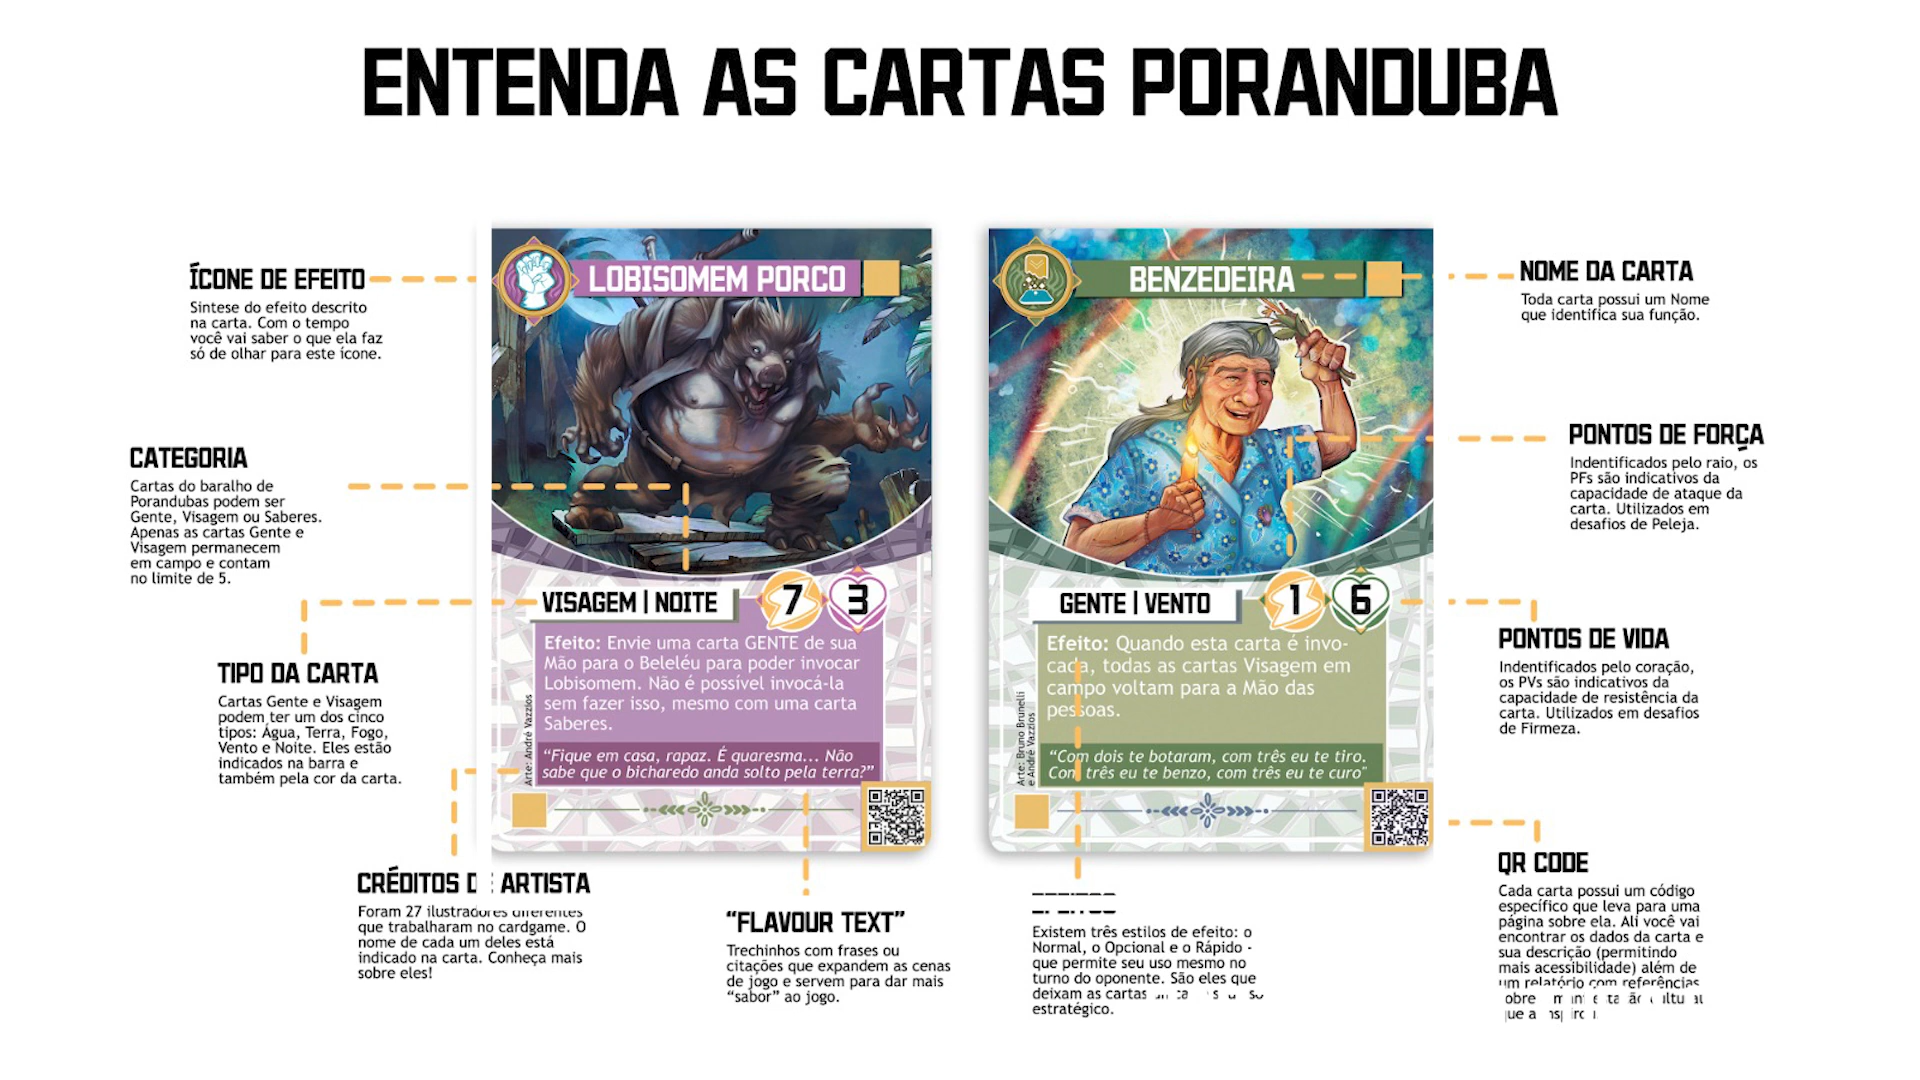 ENTENDA AS CARTAS PORANDUBA
ÍCONE DE EFEITO
Sintese do efeito descrito
na carta. Com o tempo
você vai saber o que ela faz
só de olhar para este ícone.
CATEGORIA
Cartas do baralho de
Porandubas podem ser
Gente, Visagem ou Saberes.
Apenas as cartas Gente e
Visagem permanecem
em campo e contam
no limite de 5.
TIPO DA CARTA
Cartas Gente e Visagem
podem ter um dos cinco
tipos: Água, Terra, Fogo,
Vento e Noite. Eles estão
indicados na barra e
também pela cor da carta.
CRÉDITOS DE ARTISTA
Foram 27 ilustradores diferentes
que trabalharam no cardgame. O
nome de cada um deles está
indicado na carta. Conheça mais
sobre eles!
LOBISOMEM PORCO
VISAGEM | NOITE
7
3
Efeito: Envie uma carta GENTE de sua
Mão para o Beleléu para poder invocar
Lobisomem. Não é possível invocá-la
sem fazer isso, mesmo com uma carta
Saberes.
Arte: André Vazzios
“Fique em casa, rapaz. É quaresma... Não
sabe que o bicharedo anda solto pela terra?”
“FLAVOUR TEXT”
Trechinhos com frases ou
citações que expandem as cenas
de jogo e servem para dar mais
“sabor” ao jogo.
BENZEDEIRA
GENTE | VENTO
1
6
Efeito: Quando esta carta é invo-
cada, todas as cartas Visagem em
campo voltam para a Mão das
pessoas.
Arte: Bruno Brunelli
e André Vazzios
“Com dois te botaram, com três eu te tiro.
Com três eu te benzo, com três eu te curo”
Existem três estilos de efeito: o
Normal, o Opcional e o Rápido -
que permite seu uso mesmo no
turno do oponente. São eles que
deixam as cartas
estratégico.
NOME DA CARTA
Toda carta possui um Nome
que identifica sua função.
PONTOS DE FORÇA
Indentificados pelo raio, os
PFs são indicativos da
capacidade de ataque da
carta. Utilizados em
desafios de Peleja.
PONTOS DE VIDA
Indentificados pelo coração,
os PVs são indicativos da
capacidade de resistência da
carta. Utilizados em desafios
de Firmeza.
QR CODE
Cada carta possui um código
específico que leva para uma
página sobre ela. Ali você vai
encontrar os dados da carta e
sua descrição (permitindo
mais acessibilidade) além de
um relatório com referências